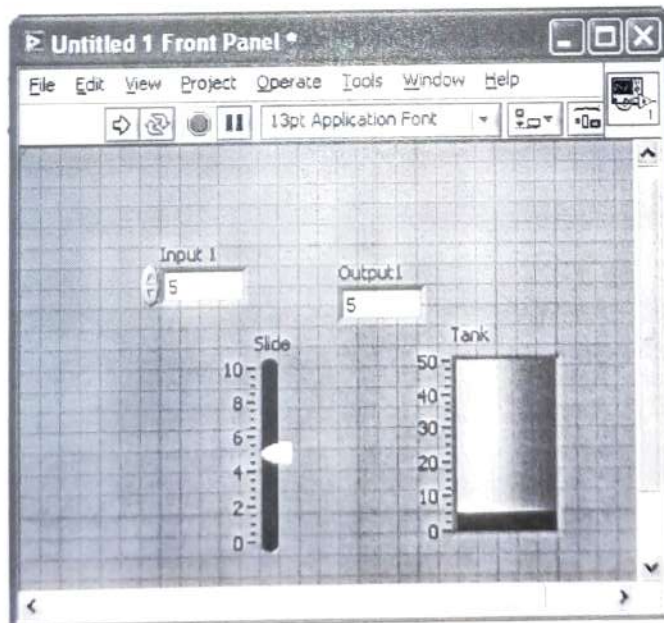 Untitled 1 Front Panel *
File Edit View Project Operate Tools Window Help
13pt Application Font
1
Input 1
5
Output1
5
Slide
10
8
6
4
2
0
Tank
50
40
30
20
10
0